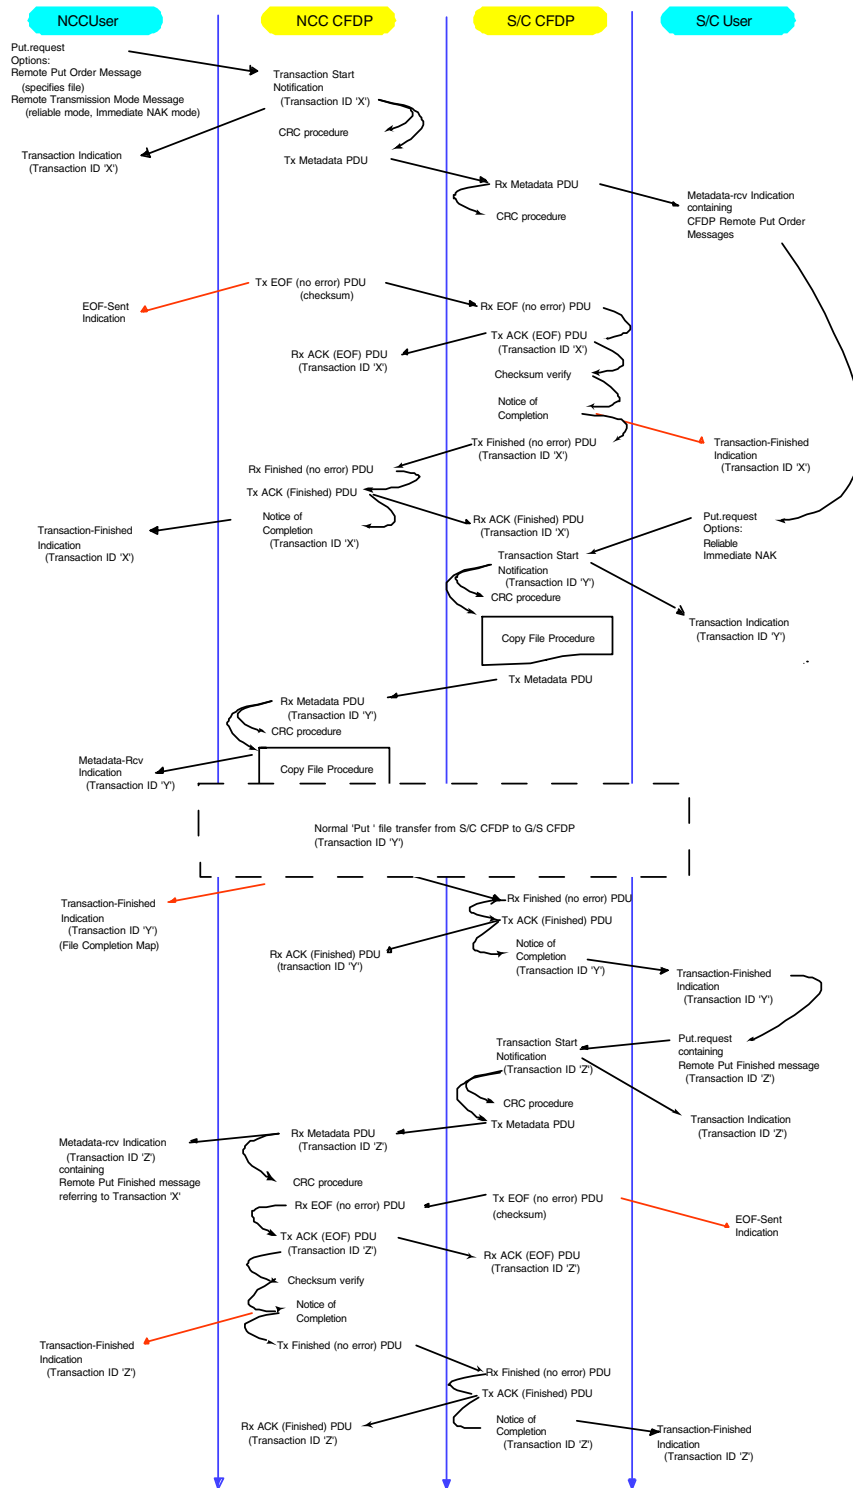 NCCUser
NCC CFDP
S/C CFDP
S/C User
Put.request
Options:
Remote Put Order Message
(specifies file)
Remote Transmission Mode Message
(reliable mode, Immediate NAK mode)
Transaction Start
Notification
(Transaction ID 'X')
CRC procedure
Transaction Indication
(Transaction ID 'X')
Tx Metadata PDU
Rx Metadata PDU
CRC procedure
Metadata-rcv Indication
containing
CFDP Remote Put Order
Messages
Tx EOF (no error) PDU
(checksum)
EOF-Sent
Indication
Rx EOF (no error) PDU
Tx ACK (EOF) PDU
(Transaction ID 'X')
Rx ACK (EOF) PDU
(Transaction ID 'X')
Checksum verify
Notice of
Completion
Tx Finished (no error) PDU
(Transaction ID 'X')
Transaction-Finished
Indication
(Transaction ID 'X')
Rx Finished (no error) PDU
Tx ACK (Finished) PDU
Notice of
Completion
(Transaction ID 'X')
Transaction-Finished
Indication
(Transaction ID 'X')
Rx ACK (Finished) PDU
(Transaction ID 'X')
Put.request
Options:
Reliable
Immediate NAK
Transaction Start
Notification
(Transaction ID 'Y')
CRC procedure
Transaction Indication
(Transaction ID 'Y')
Copy File Procedure
Tx Metadata PDU
Rx Metadata PDU
(Transaction ID 'Y')
CRC procedure
Metadata-Rcv
Indication
(Transaction ID 'Y')
Copy File Procedure
Normal 'Put ' file transfer from S/C CFDP to G/S CFDP
(Transaction ID 'Y')
Transaction-Finished
Indication
(Transaction ID 'Y')
(File Completion Map)
Rx Finished (no error) PDU
Tx ACK (Finished) PDU
Rx ACK (Finished) PDU
(transaction ID 'Y')
Notice of
Completion
(Transaction ID 'Y')
Transaction-Finished
Indication
(Transaction ID 'Y')
Put.request
containing
Remote Put Finished message
(Transaction ID 'Z')
Transaction Start
Notification
(Transaction ID 'Z')
CRC procedure
Tx Metadata PDU
Transaction Indication
(Transaction ID 'Z')
Rx Metadata PDU
(Transaction ID 'Z')
Metadata-rcv Indication
(Transaction ID 'Z')
containing
Remote Put Finished message
referring to Transaction 'X'
CRC procedure
Tx EOF (no error) PDU
(checksum)
Rx EOF (no error) PDU
EOF-Sent
Indication
Tx ACK (EOF) PDU
(Transaction ID 'Z')
Rx ACK (EOF) PDU
(Transaction ID 'Z')
Checksum verify
Notice of
Completion
Transaction-Finished
Indication
(Transaction ID 'Z')
Tx Finished (no error) PDU
Rx Finished (no error) PDU
Tx ACK (Finished) PDU
Rx ACK (Finished) PDU
(Transaction ID 'Z')
Notice of
Completion
(Transaction ID 'Z')
Transaction-Finished
Indication
(Transaction ID 'Z')